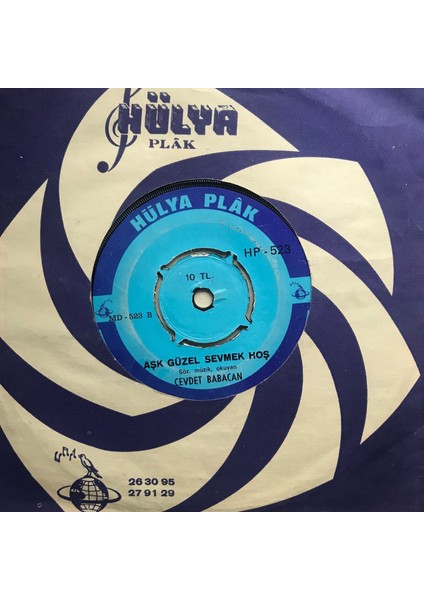 HÜLYA
PLÂK
HÜLYA PLÂK
HP - 523
10 TL.
MD - 523 B
AŞK GÜZEL SEVMEK HOŞ
Söz, müzik, okuyan
CEVDET BABACAN
26 30 95
27 91 29